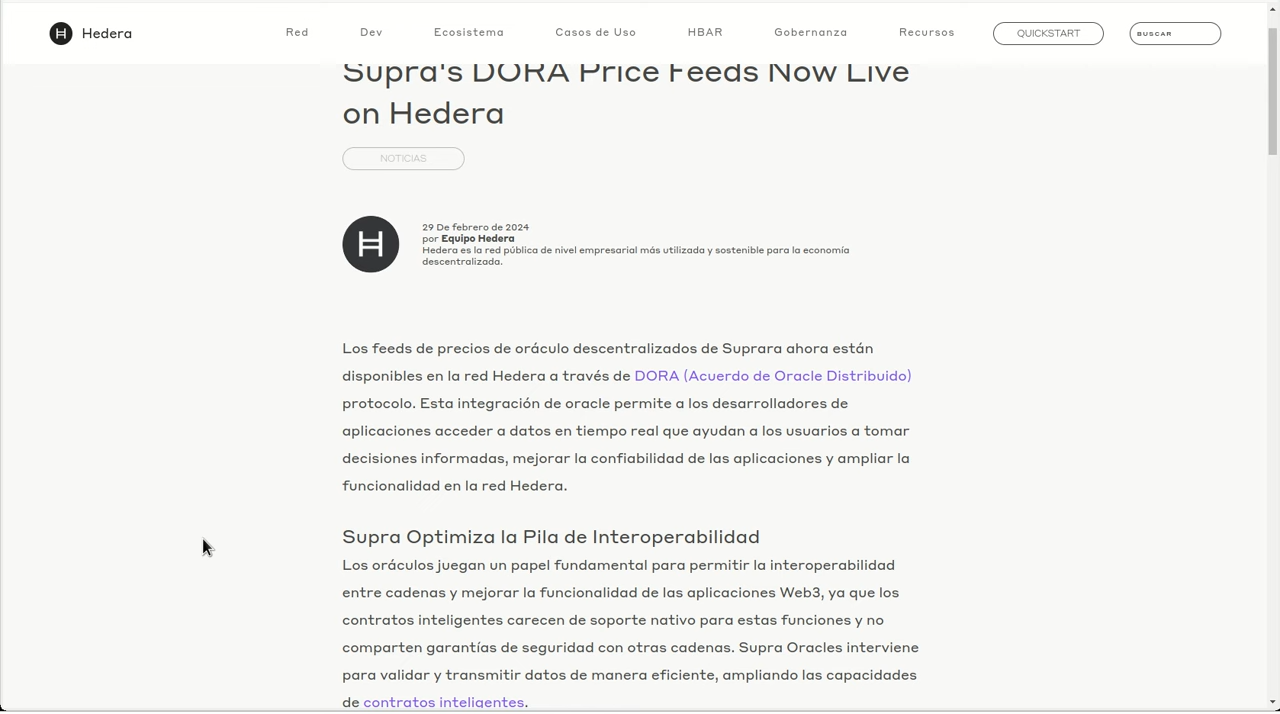 Hedera
Red
Dev
Ecosistema
Casos de Uso
HBAR
Gobernanza
Recursos
QUICKSTART
BUSCAR
Supra's DORA Price Feeds Now Live
on Hedera
NOTICIAS
29 De febrero de 2024
por Equipo Hedera
Hedera es la red pública de nivel empresarial más utilizada y sostenible para la economía
descentralizada.
Los feeds de precios de oráculo descentralizados de Suprara ahora están
disponibles en la red Hedera a través de DORA (Acuerdo de Oracle Distribuido)
protocolo. Esta integración de oracle permite a los desarrolladores de
aplicaciones acceder a datos en tiempo real que ayudan a los usuarios a tomar
decisiones informadas, mejorar la confiabilidad de las aplicaciones y ampliar la
funcionalidad en la red Hedera.
Supra Optimiza la Pila de Interoperabilidad
Los oráculos juegan un papel fundamental para permitir la interoperabilidad
entre cadenas y mejorar la funcionalidad de las aplicaciones Web3, ya que los
contratos inteligentes carecen de soporte nativo para estas funciones y no
comparten garantías de seguridad con otras cadenas. Supra Oracles interviene
para validar y transmitir datos de manera eficiente, ampliando las capacidades
de contratos inteligentes.